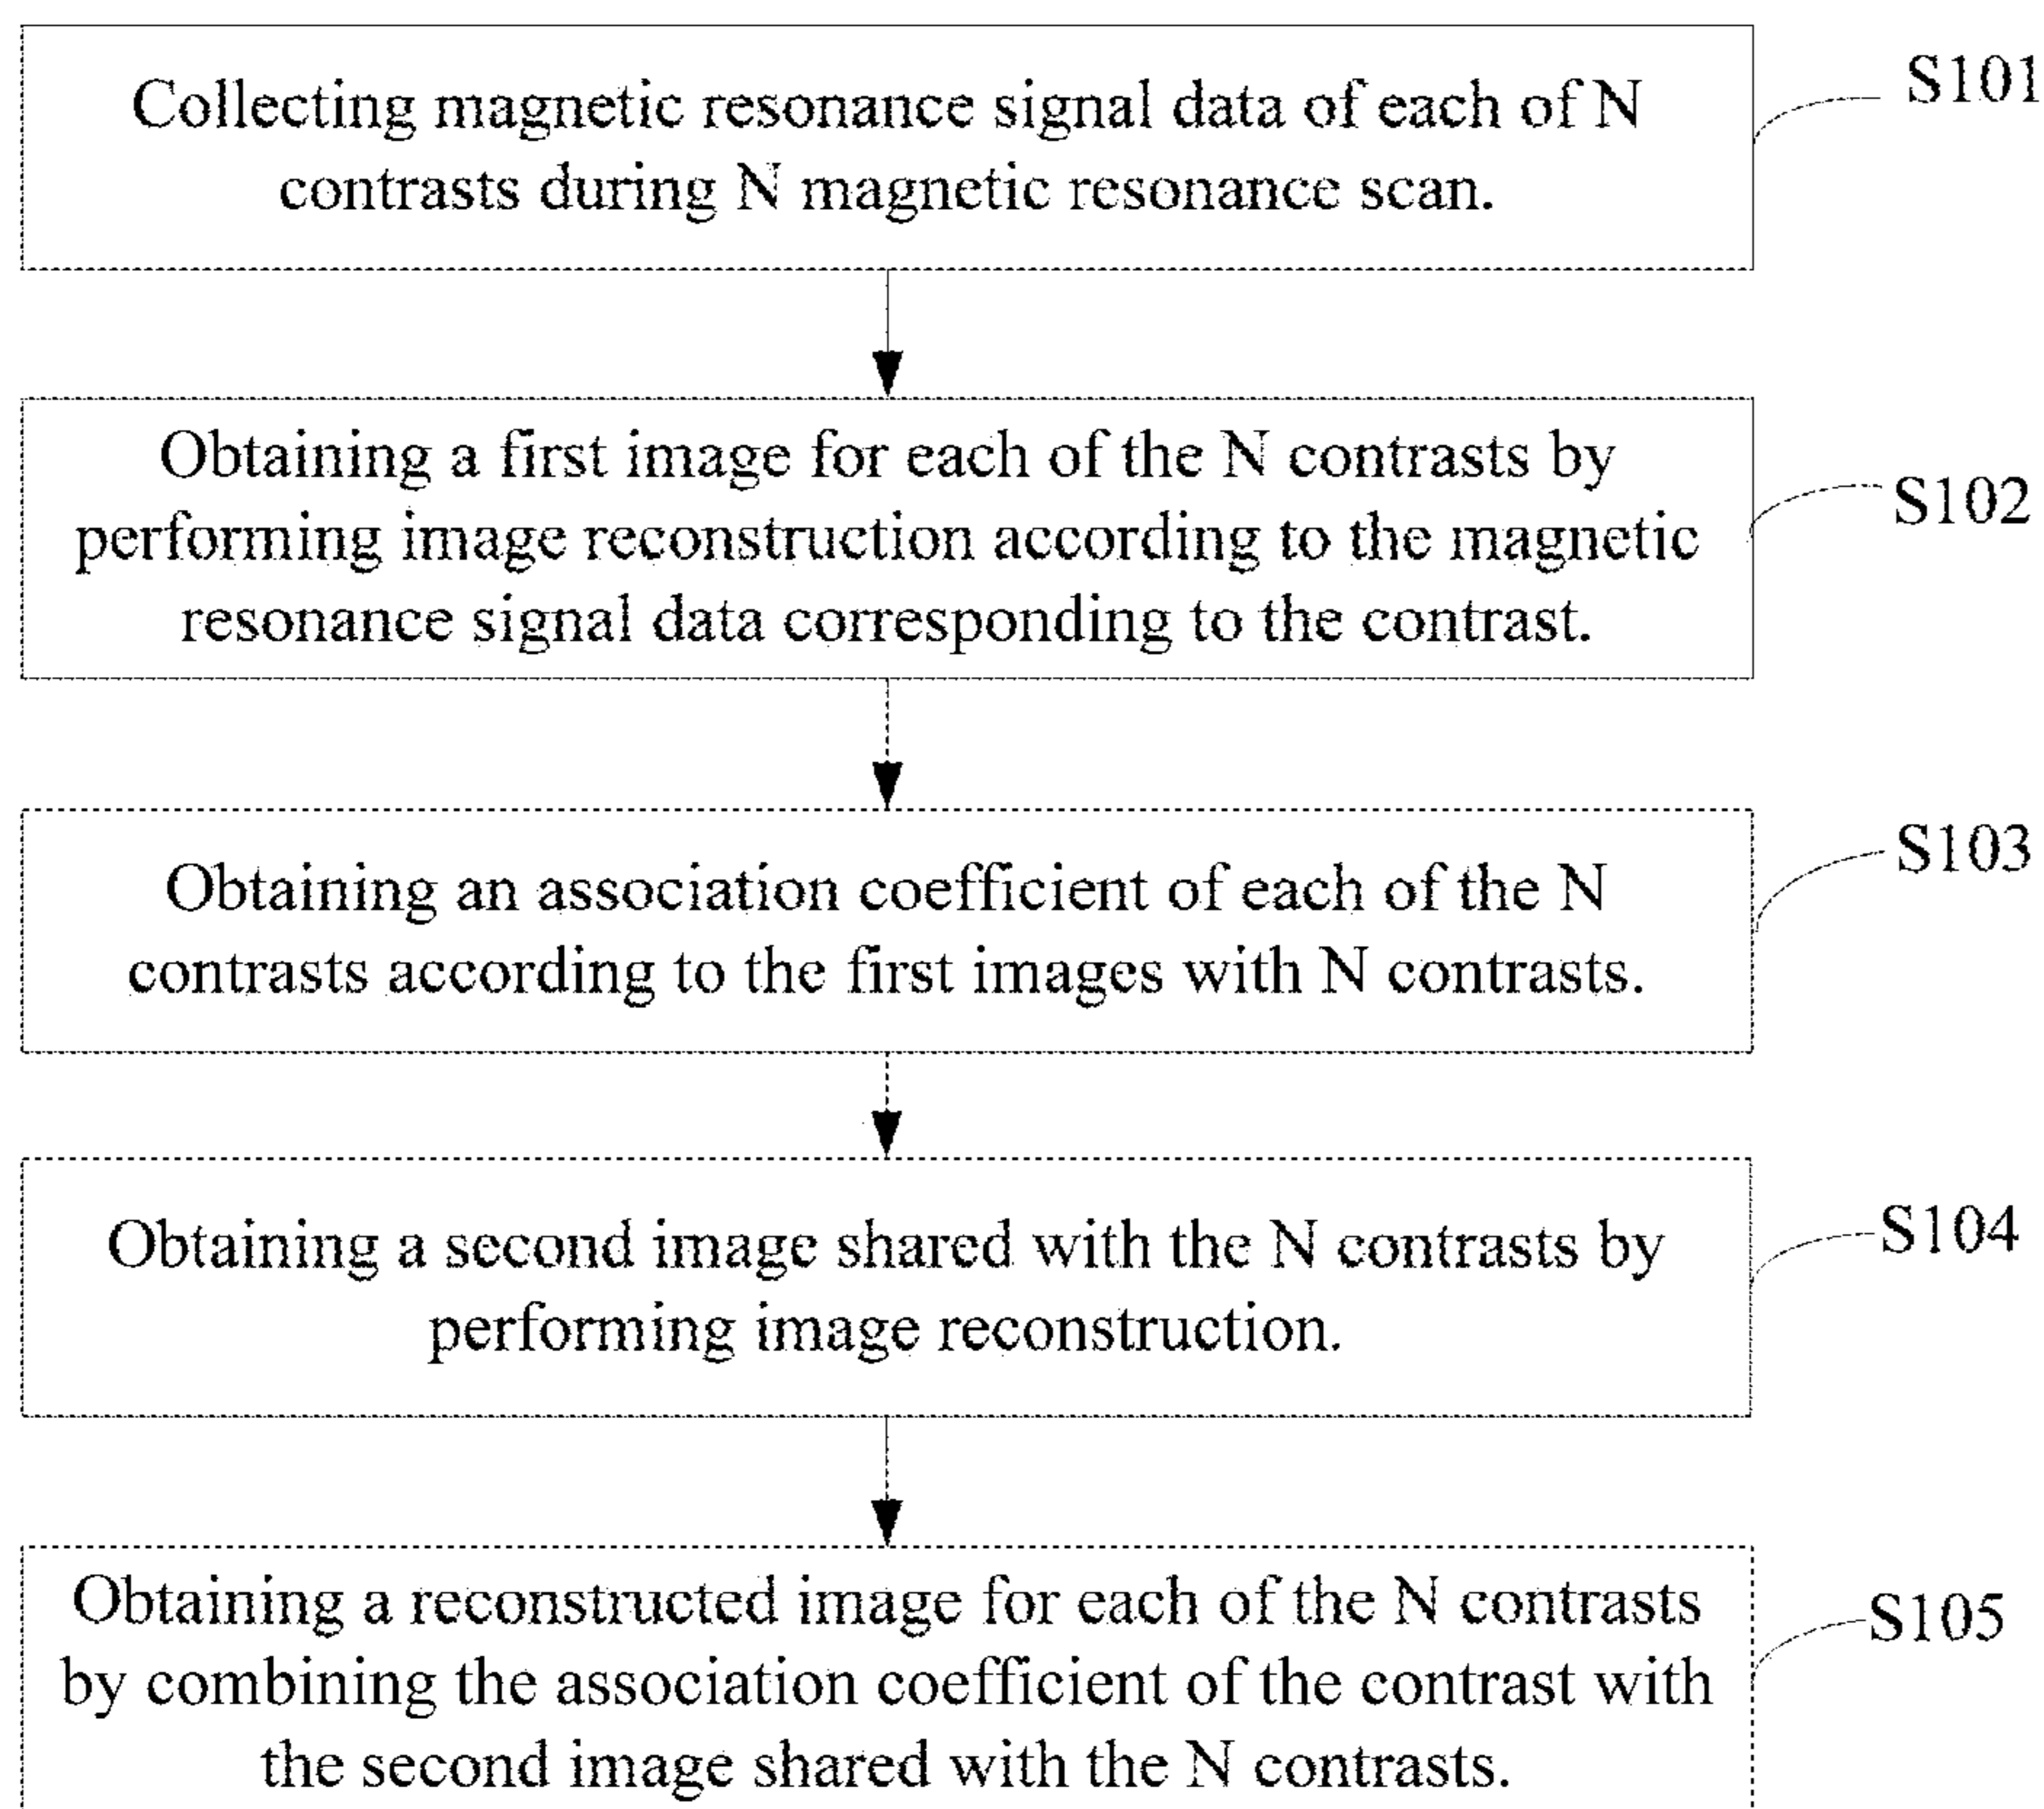 Collecting magnetic resonance signal data of each of N
contrasts during N magnetic resonance scan.
S101
Obtaining a first image for each of the N contrasts by
performing image reconstruction according to the magnetic
resonance signal data corresponding to the contrast.
S102
Obtaining an association coefficient of each of the N
contrasts according to the first images with N contrasts.
S103
Obtaining a second image shared with the N contrasts by
performing image reconstruction.
S104
Obtaining a reconstructed image for each of the N contrasts
by combining the association coefficient of the contrast with
the second image shared with the N contrasts.
S105